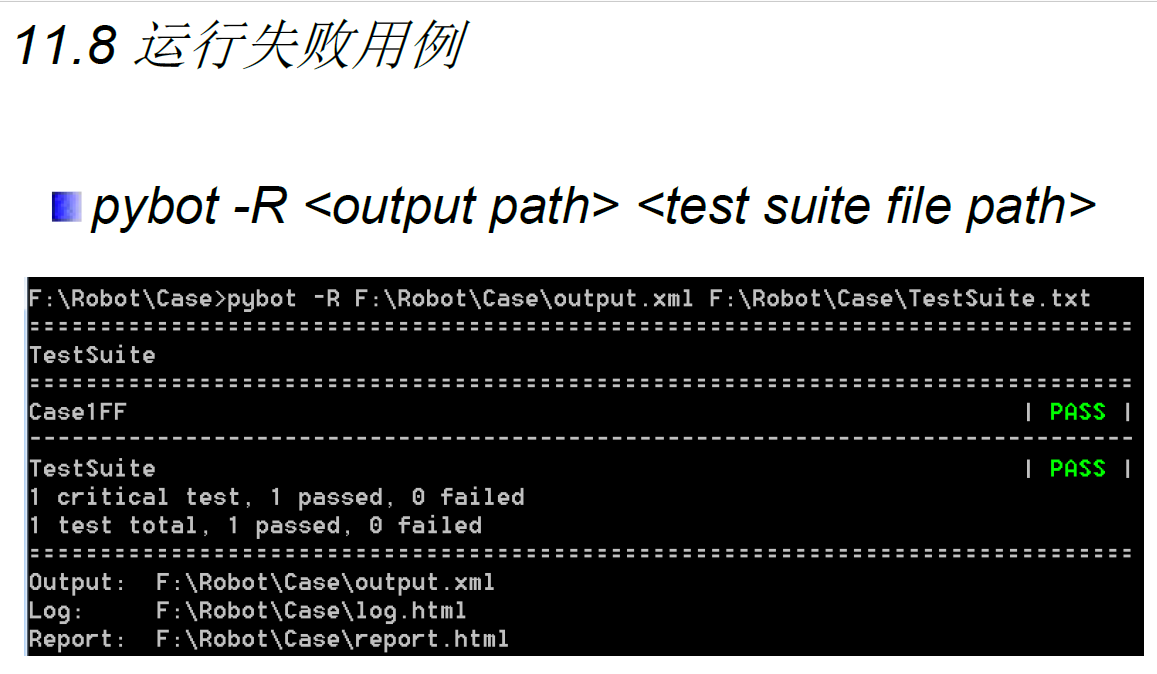 11.8 运行失败用例
pybot -R <output path> <test suite file path>
F:\Robot\Case>pybot -R F:\Robot\Case\output.xml F:\Robot\Case\TestSuite.txt
==============================================================================
TestSuite
==============================================================================
Case1FF | PASS |
------------------------------------------------------------------------------
TestSuite | PASS |
1 critical test, 1 passed, 0 failed
1 test total, 1 passed, 0 failed
==============================================================================
Output: F:\Robot\Case\output.xml
Log: F:\Robot\Case\log.html
Report: F:\Robot\Case\report.html